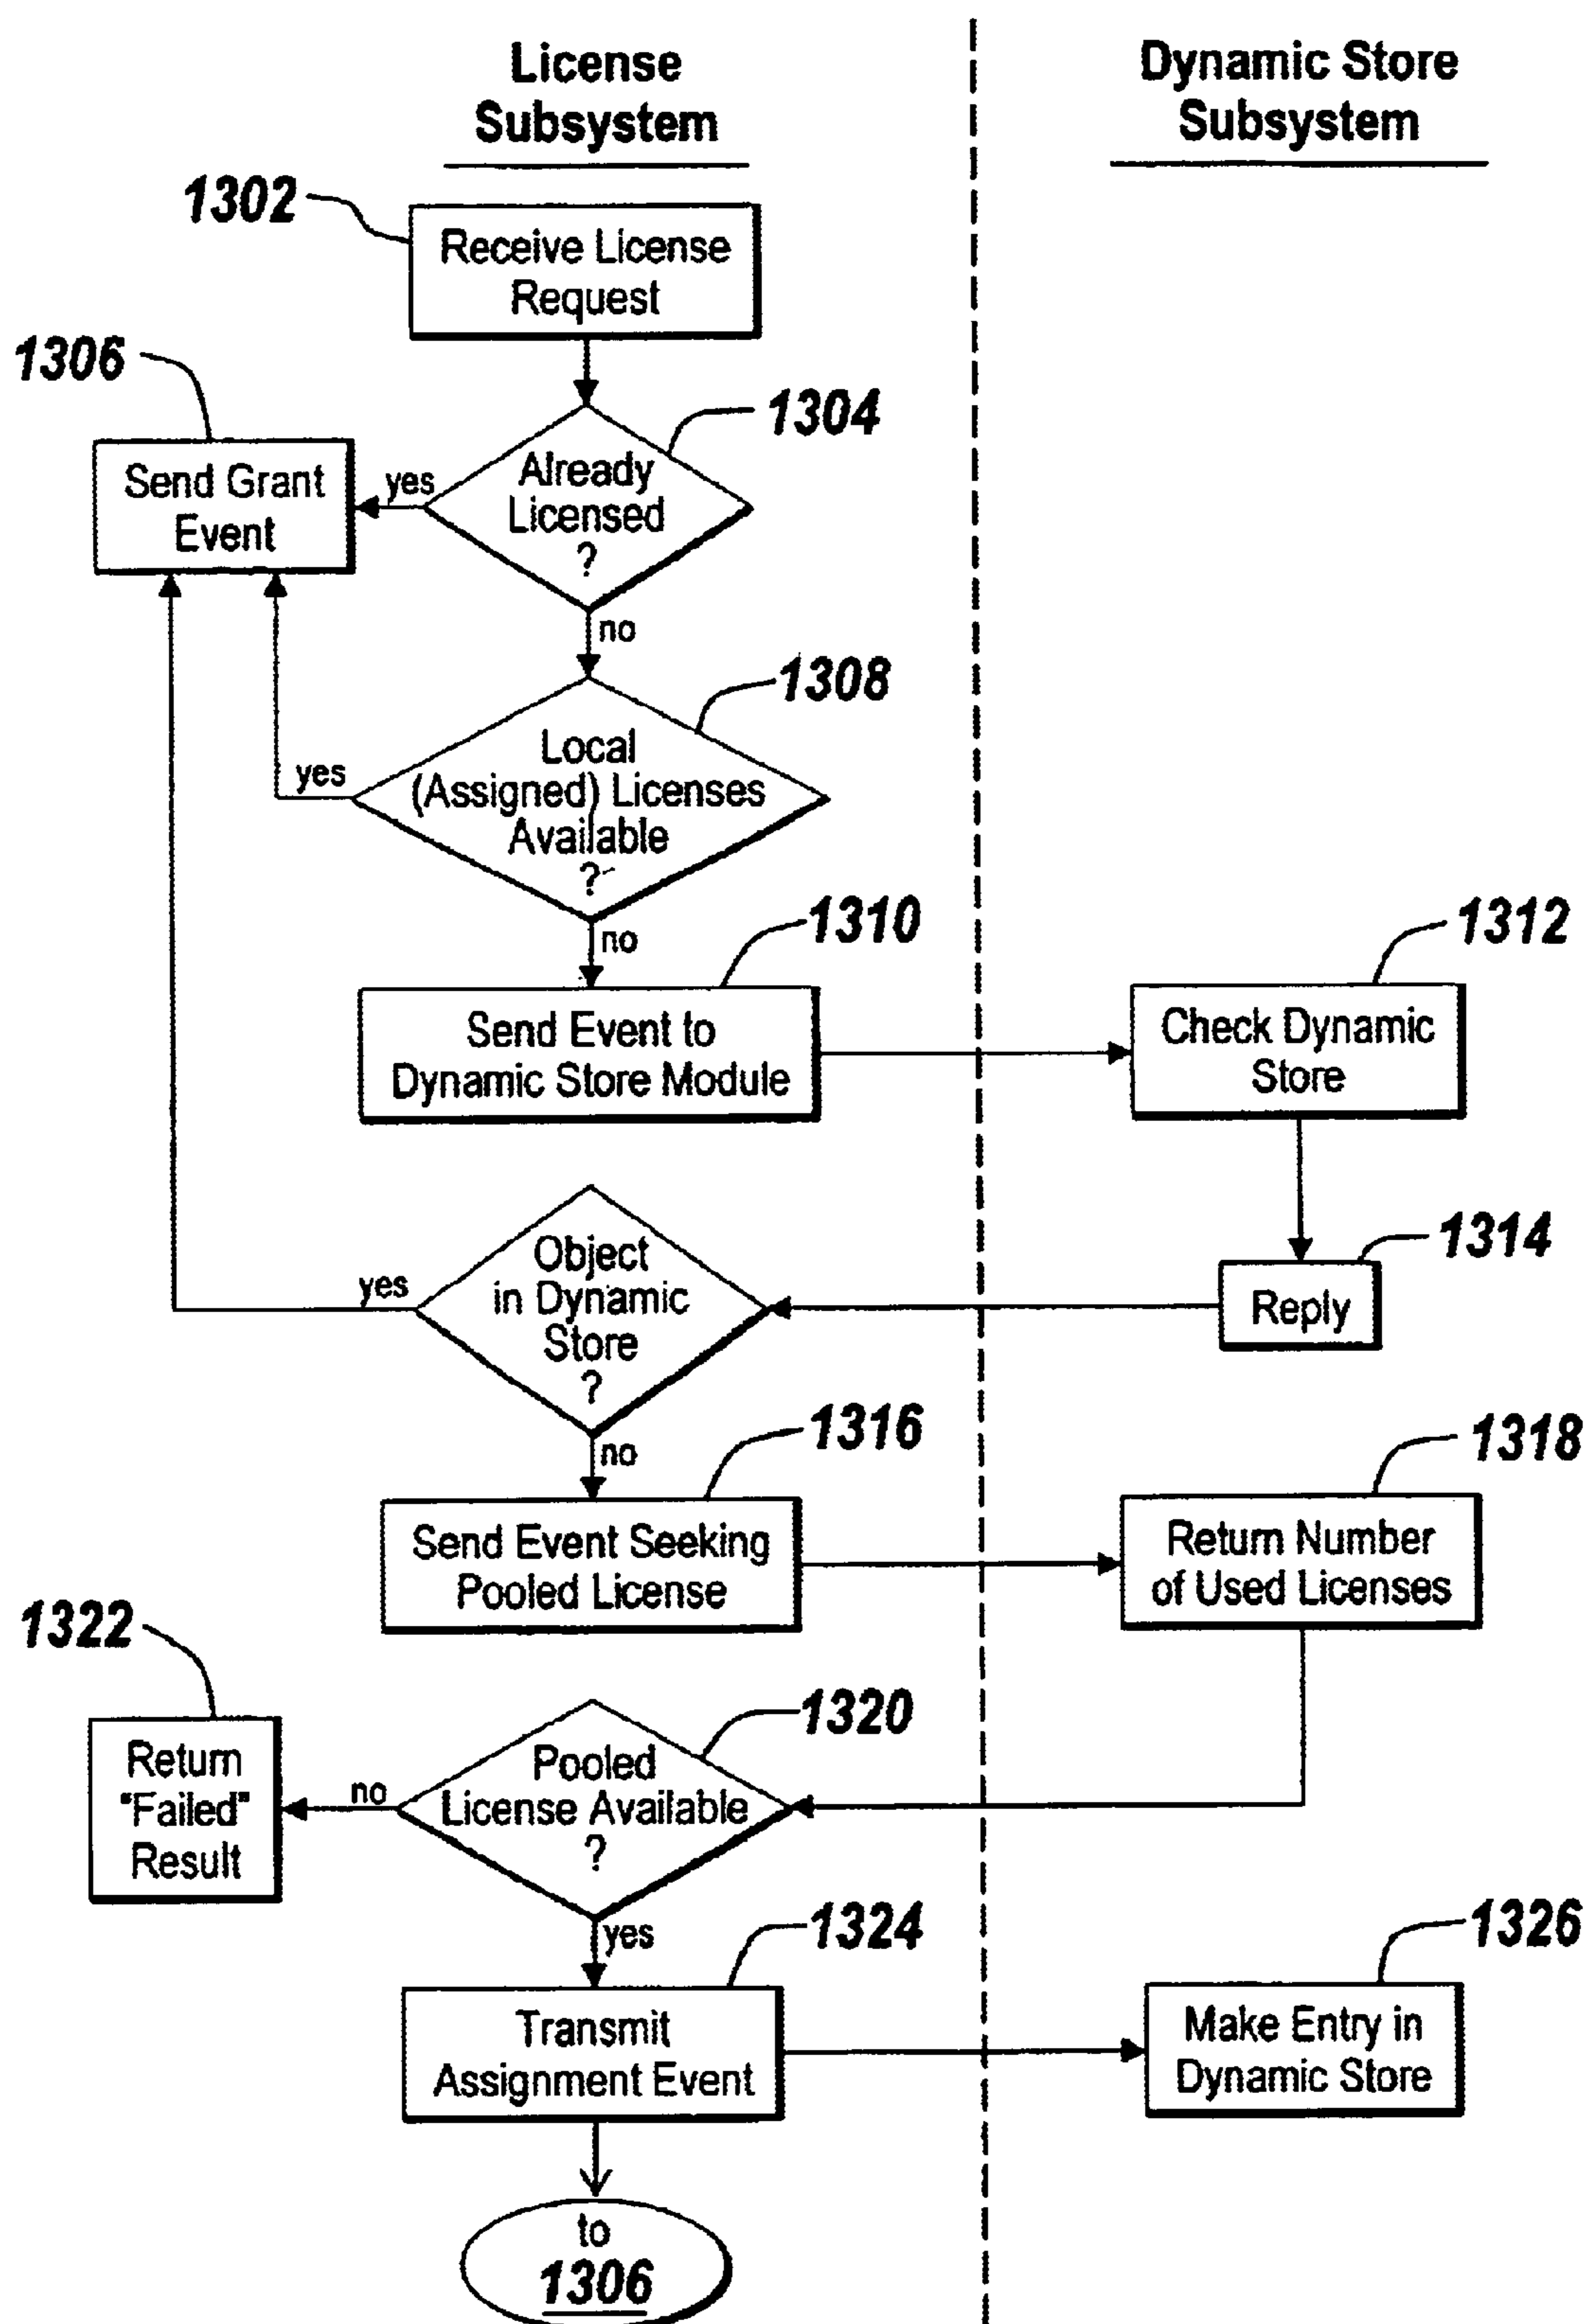 License
Subsystem
Dynamic Store
Subsystem
1302
Receive License
Request
1306
Send Grant
Event
yes
1304
Already
Licensed
?
no
1308
Local
(Assigned) Licenses
Available
?
yes
no
1310
Send Event to
Dynamic Store Module
1312
Check Dynamic
Store
1314
Reply
Object
in Dynamic
Store
?
yes
no
1316
Send Event Seeking
Pooled License
1318
Return Number
of Used Licenses
1322
Return
"Failed"
Result
no
1320
Pooled
License Available
?
yes
1324
Transmit
Assignment Event
1326
Make Entry in
Dynamic Store
to
1306